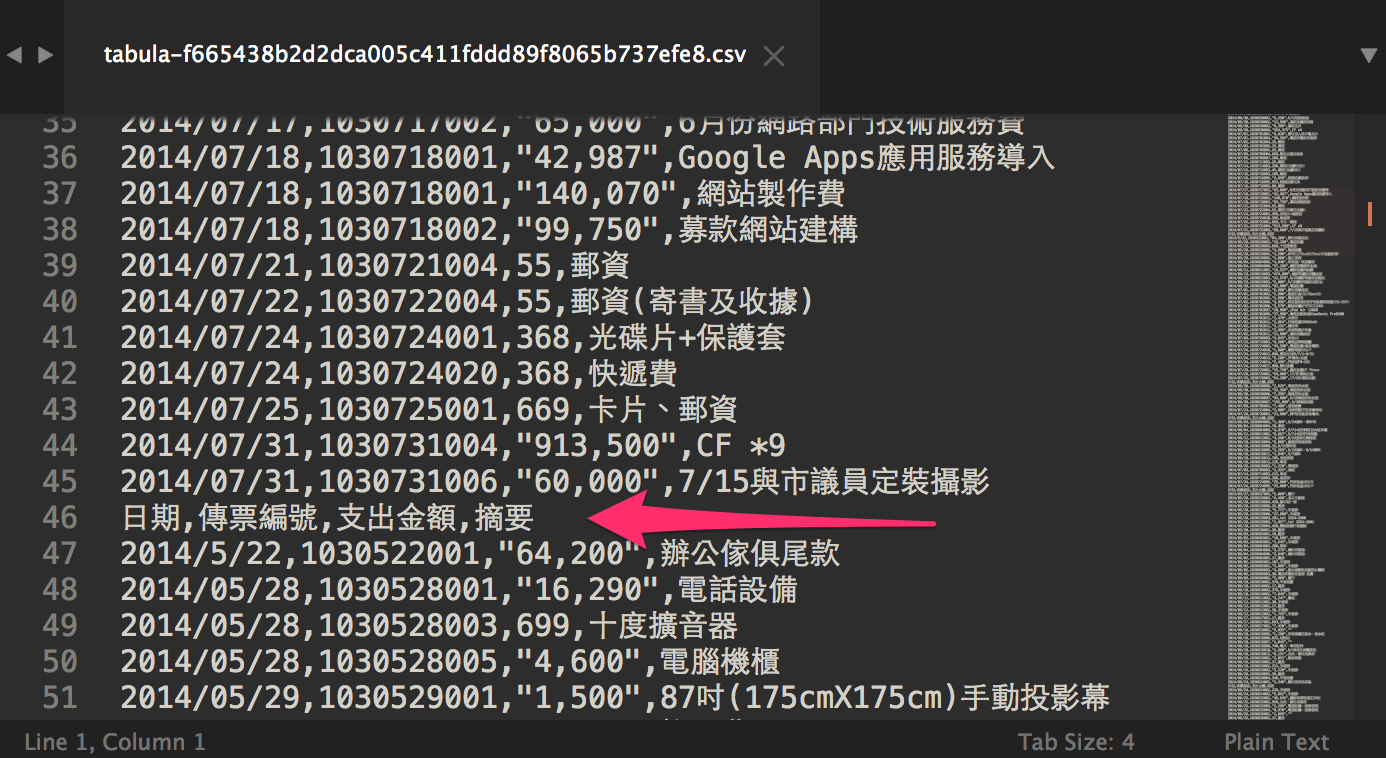 tabula-f665438b2d2dca005c411fddd89f8065b737efe8.csv
35 2014/07/17,1030717002,"65,000",6月份網路部門技術服務費
36 2014/07/18,1030718001,"42,987",Google Apps應用服務導入
37 2014/07/18,1030718001,"140,070",網站製作費
38 2014/07/18,1030718002,"99,750",募款網站建構
39 2014/07/21,1030721004,55,郵資
40 2014/07/22,1030722004,55,郵資(寄書及收據)
41 2014/07/24,1030724001,368,光碟片+保護套
42 2014/07/24,1030724020,368,快遞費
43 2014/07/25,1030725001,669,卡片、郵資
44 2014/07/31,1030731004,"913,500",CF *9
45 2014/07/31,1030731006,"60,000",7/15與市議員定裝攝影
46 日期,傳票編號,支出金額,摘要
47 2014/5/22,1030522001,"64,200",辦公傢俱尾款
48 2014/05/28,1030528001,"16,290",電話設備
49 2014/05/28,1030528003,699,十度擴音器
50 2014/05/28,1030528005,"4,600",電腦機櫃
51 2014/05/29,1030529001,"1,500",87吋(175cmX175cm)手動投影幕
Line 1, Column 1
Tab Size: 4
Plain Text